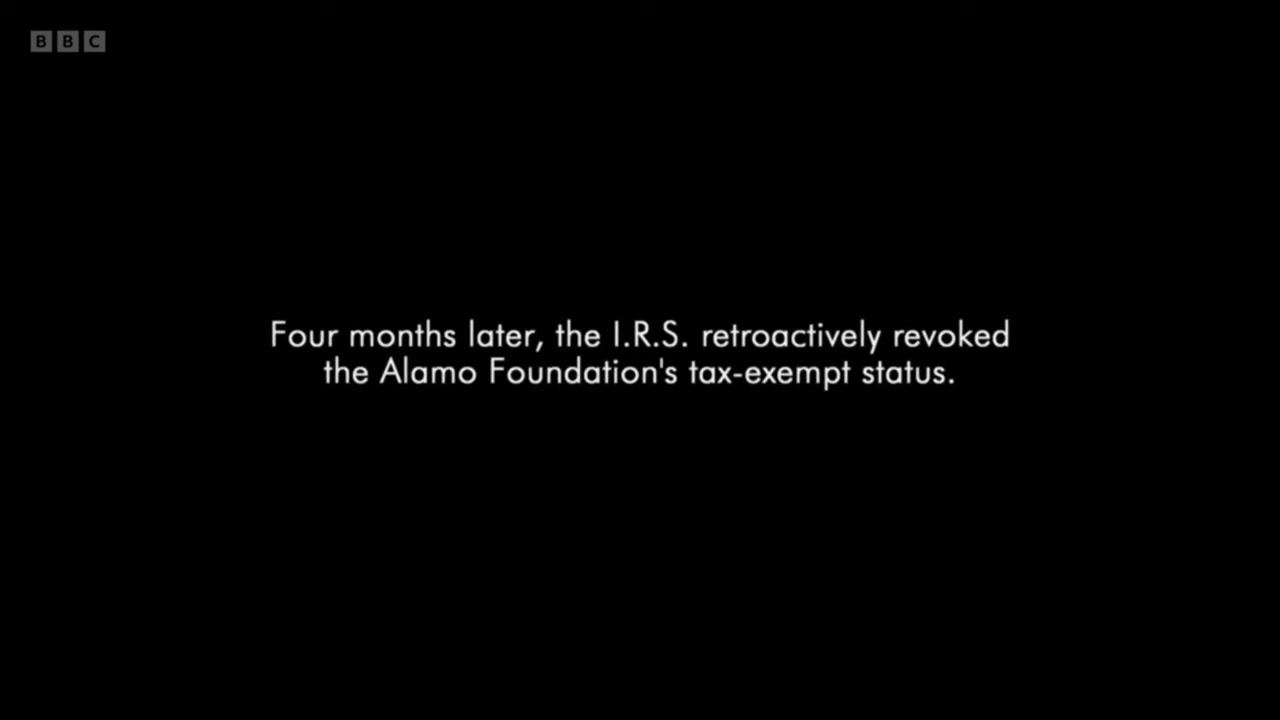 BBC
Four months later, the I.R.S. retroactively revoked
the Alamo Foundation's tax-exempt status.